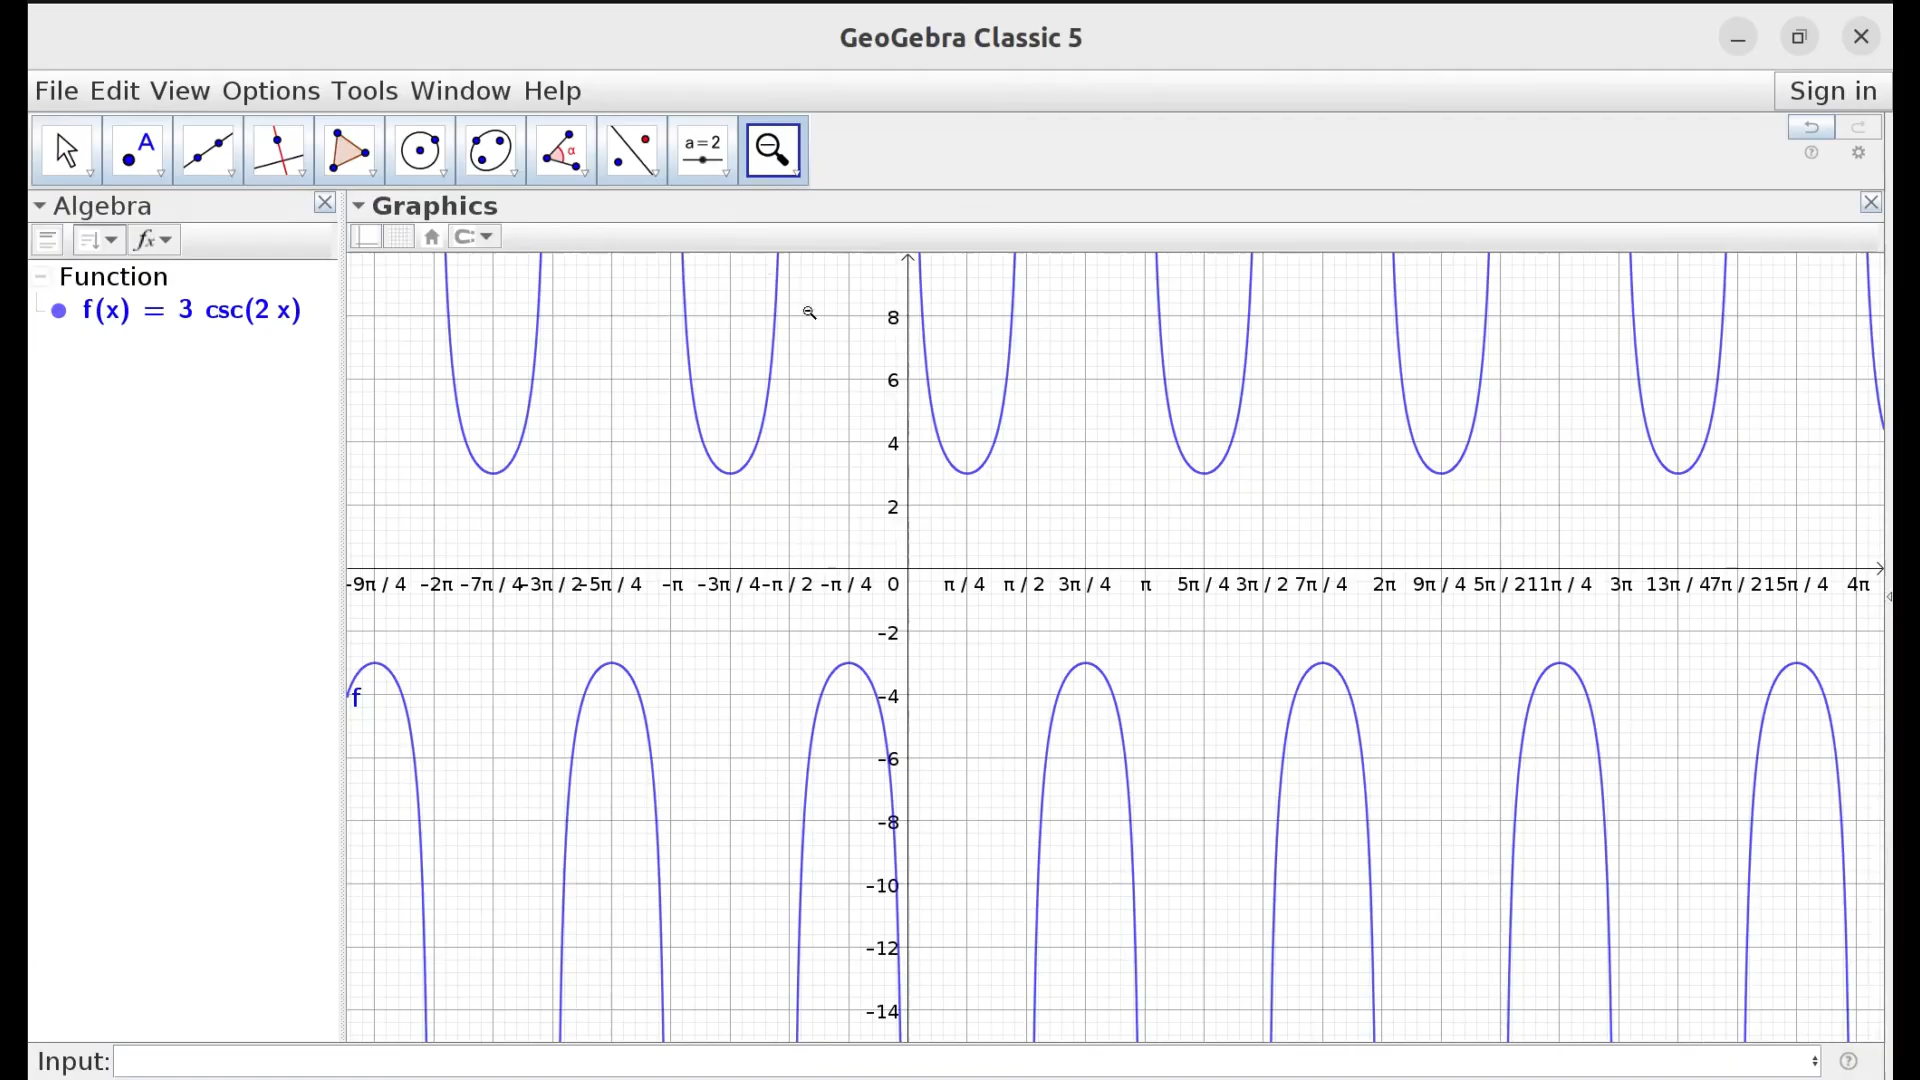 GeoGebra Classic 5
File Edit View Options Tools Window Help
Sign in
A
α
a=2
Algebra
Graphics
fx
Function
f(x) = 3 csc(2 x)
8
6
4
2
-9π / 4 -2π -7π / 4 -3π / 2 -5π / 4 -π -3π / 4 -π / 2 -π / 4 0 π / 4 π / 2 3π / 4 π 5π / 4 3π / 2 7π / 4 2π 9π / 4 5π / 2 11π / 4 3π 13π / 4 7π / 2 15π / 4 4π
-2
f
-4
-6
-8
-10
-12
-14
Input: